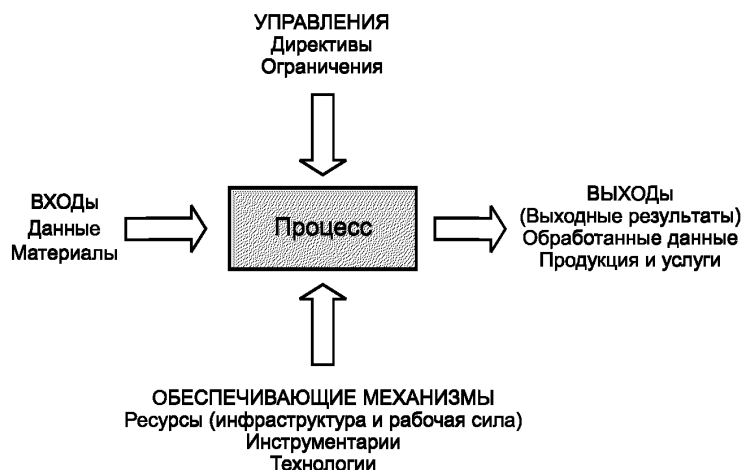 УПРАВЛЕНИЯ
Директивы
Ограничения
ВХОДы
Данные
Материалы
Процесс
ВЫХОДы
(Выходные результаты)
Обработанные данные
Продукция и услуги
ОБЕСПЕЧИВАЮЩИЕ МЕХАНИЗМЫ
Ресурсы (инфраструктура и рабочая сила)
Инструментарии
Технологии